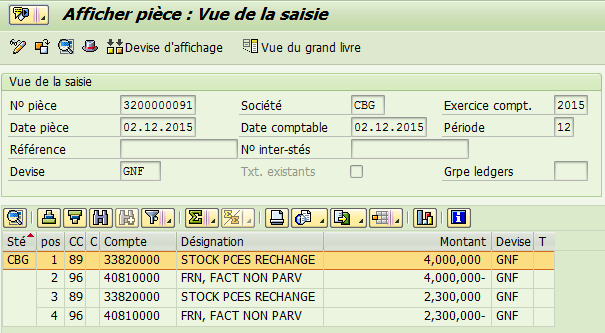 Afficher pièce : Vue de la saisie
Devise d'affichage Vue du grand livre
Vue de la saisie
Nº pièce 3200000091 Société CBG Exercice compt. 2015
Date pièce 02.12.2015 Date comptable 02.12.2015 Période 12
Référence Nº inter-stés
Devise GNF Txt. existants Grpe ledgers
Sté pos CC C Compte Désignation Montant Devise T
CBG 1 89 33820000 STOCK PCES RECHANGE 4,000,000 GNF
2 96 40810000 FRN, FACT NON PARV 4,000,000- GNF
3 89 33820000 STOCK PCES RECHANGE 2,300,000 GNF
4 96 40810000 FRN, FACT NON PARV 2,300,000- GNF